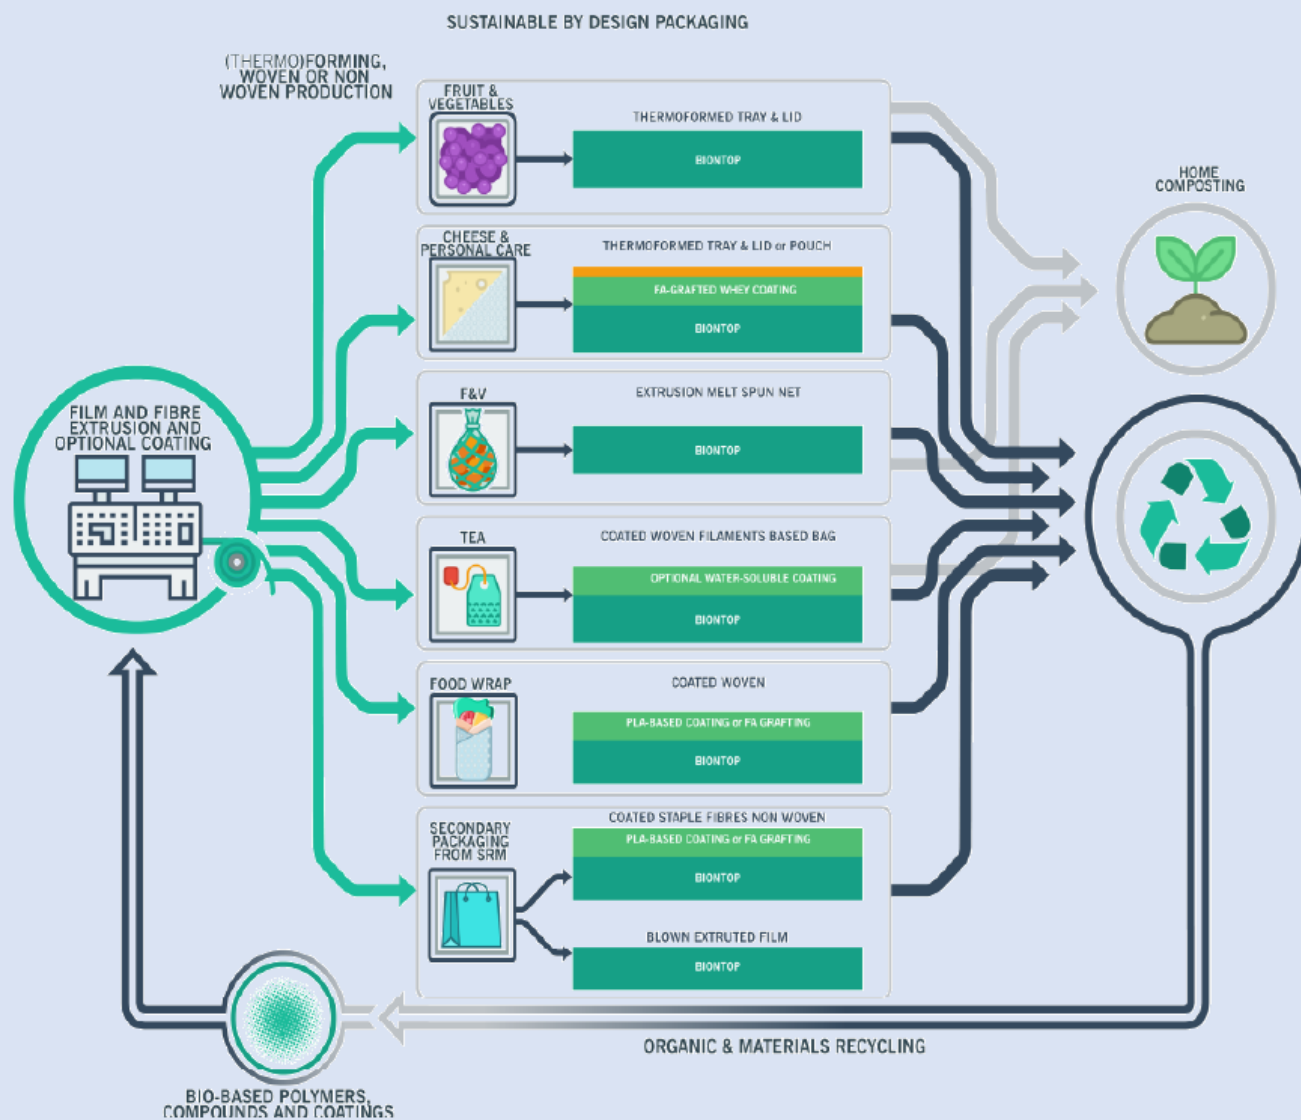 SUSTAINABLE BY DESIGN PACKAGING
(THERMO)FORMING,
WOVEN OR NON
WOVEN PRODUCTION
FRUIT &
VEGETABLES
THERMOFORMED TRAY & LID
BIONTOP
HOME
COMPOSTING
CHEESE &
PERSONAL CARE
THERMOFORMED TRAY & LID or POUCH
FA-GRAFTED WHEY COATING
BIONTOP
F&V
EXTRUSION MELT SPUN NET
BIONTOP
FILM AND FIBRE
EXTRUSION AND
OPTIONAL COATING
TEA
COATED WOVEN FILAMENTS BASED BAG
OPTIONAL WATER-SOLUBLE COATING
BIONTOP
FOOD WRAP
COATED WOVEN
PLA-BASED COATING or FA GRAFTING
BIONTOP
SECONDARY
PACKAGING
FROM SRM
COATED STAPLE FIBRES NON WOVEN
PLA-BASED COATING or FA GRAFTING
BIONTOP
BLOWN EXTRUTED FILM
BIONTOP
ORGANIC & MATERIALS RECYCLING
BIO-BASED POLYMERS,
COMPOUNDS AND COATINGS